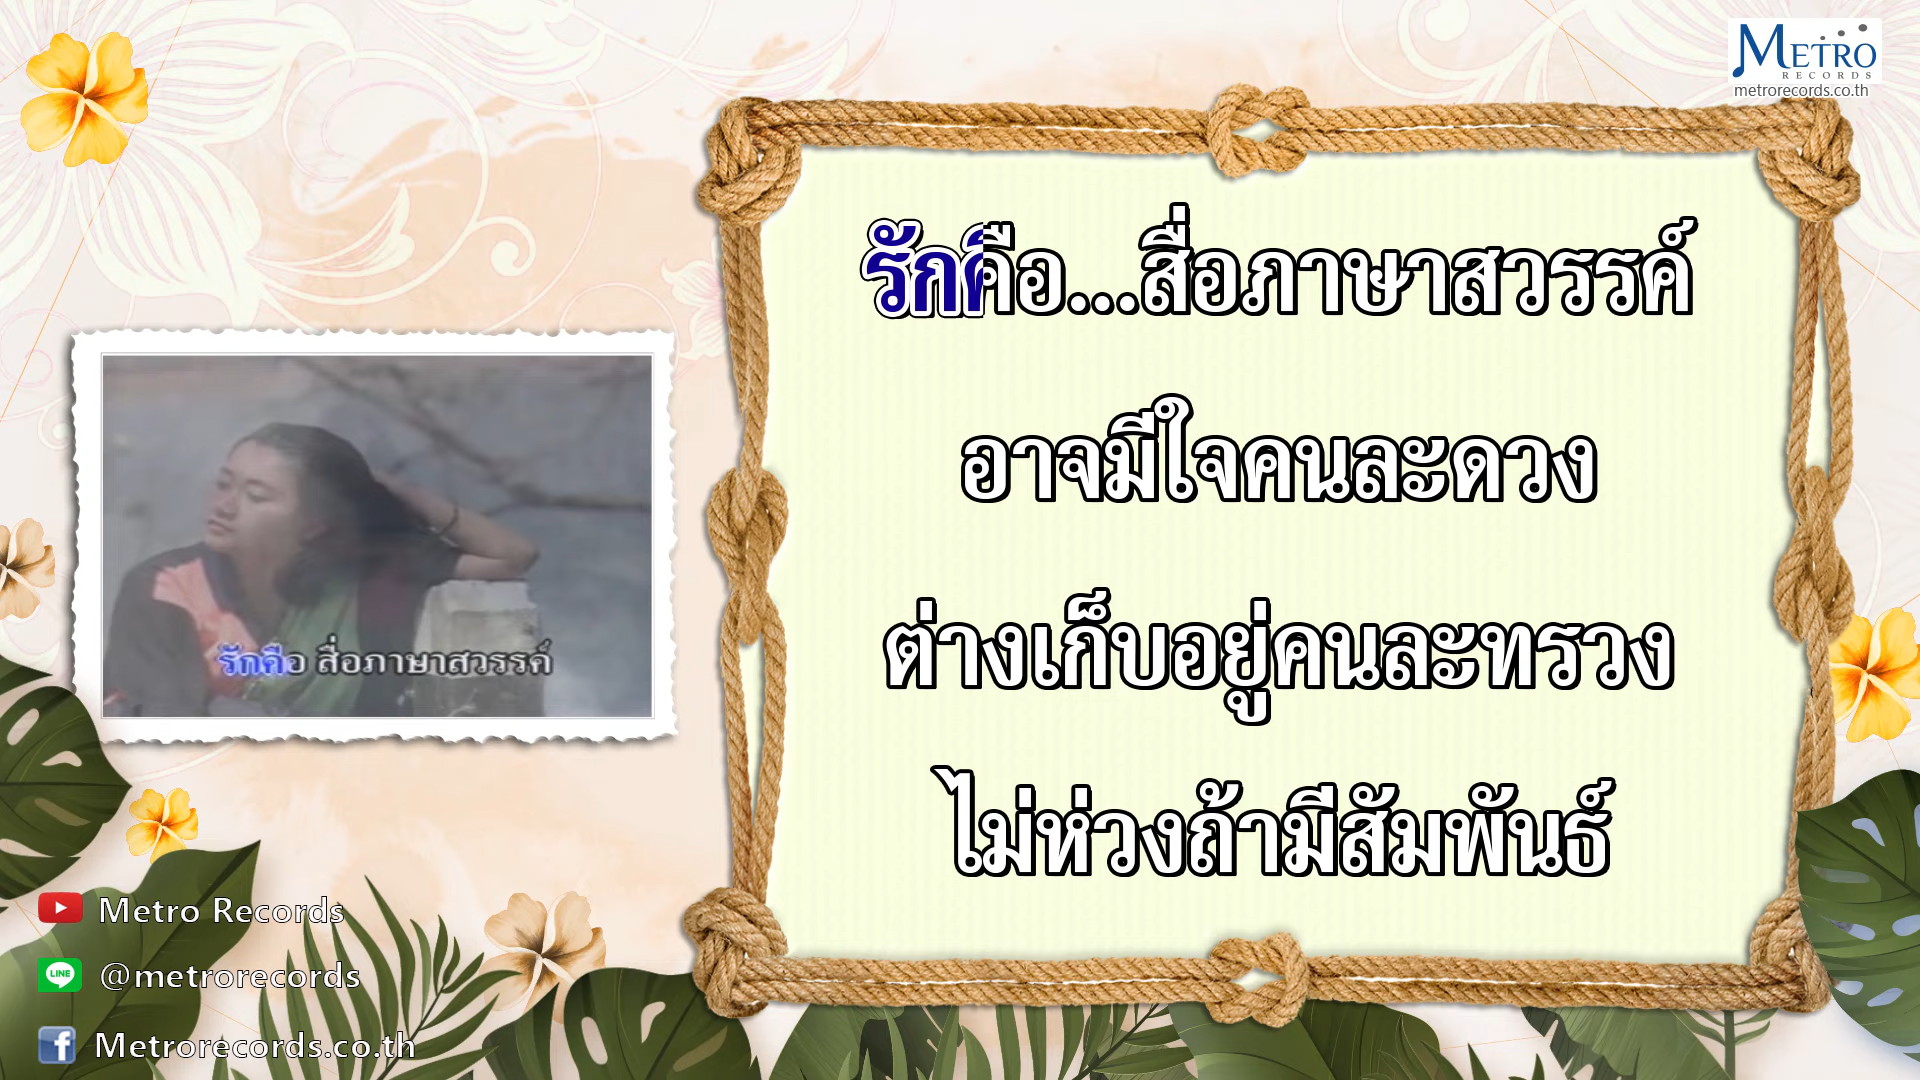 METRO
RECORDS
metrorecords.co.th
รักคือ...สื่อภาษาสวรรค์
อาจมีใจคนละดวง
ต่างเก็บอยู่คนละทรวง
ไม่ห่วงถ้ามีสัมพันธ์
รักคือ สื่อภาษาสวรรค์
Metro Records
LINE
@metrorecords
f
Metrorecords.co.th